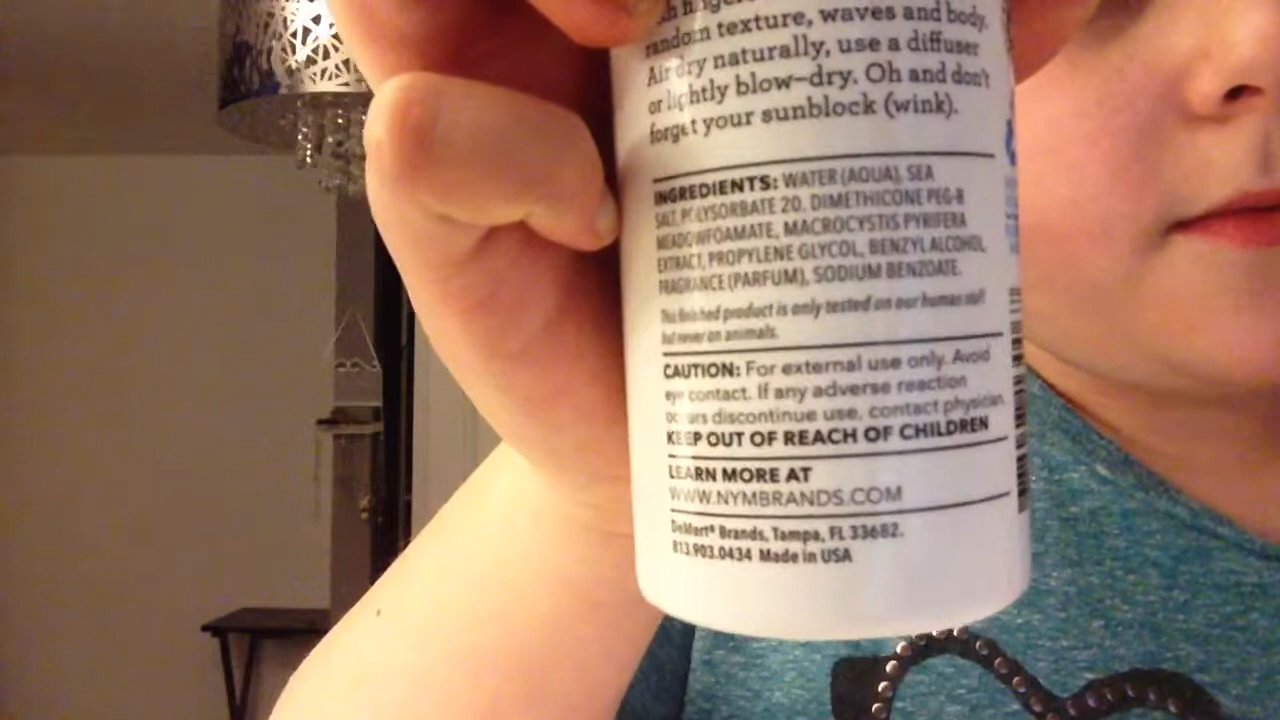 random texture, waves and body.
Air dry naturally, use a diffuser
or lightly blow-dry. Oh and don't
forget your sunblock (wink).
INGREDIENTS: WATER (AQUA), SEA
SALT, POLYSORBATE 20, DIMETHICONE PEG-8
MEADOWFOAMATE, MACROCYSTIS PYRIFERA
EXTRACT, PROPYLENE GLYCOL, BENZYL ALCOHOL,
FRAGRANCE (PARFUM), SODIUM BENZOATE.
This finished product is only tested on our human staff
but never on animals.
CAUTION: For external use only. Avoid
eye contact. If any adverse reaction
occurs discontinue use, contact physician.
KEEP OUT OF REACH OF CHILDREN
LEARN MORE AT
WWW.NYMBRANDS.COM
DeMert® Brands, Tampa, FL 33682.
813.903.0434 Made in USA